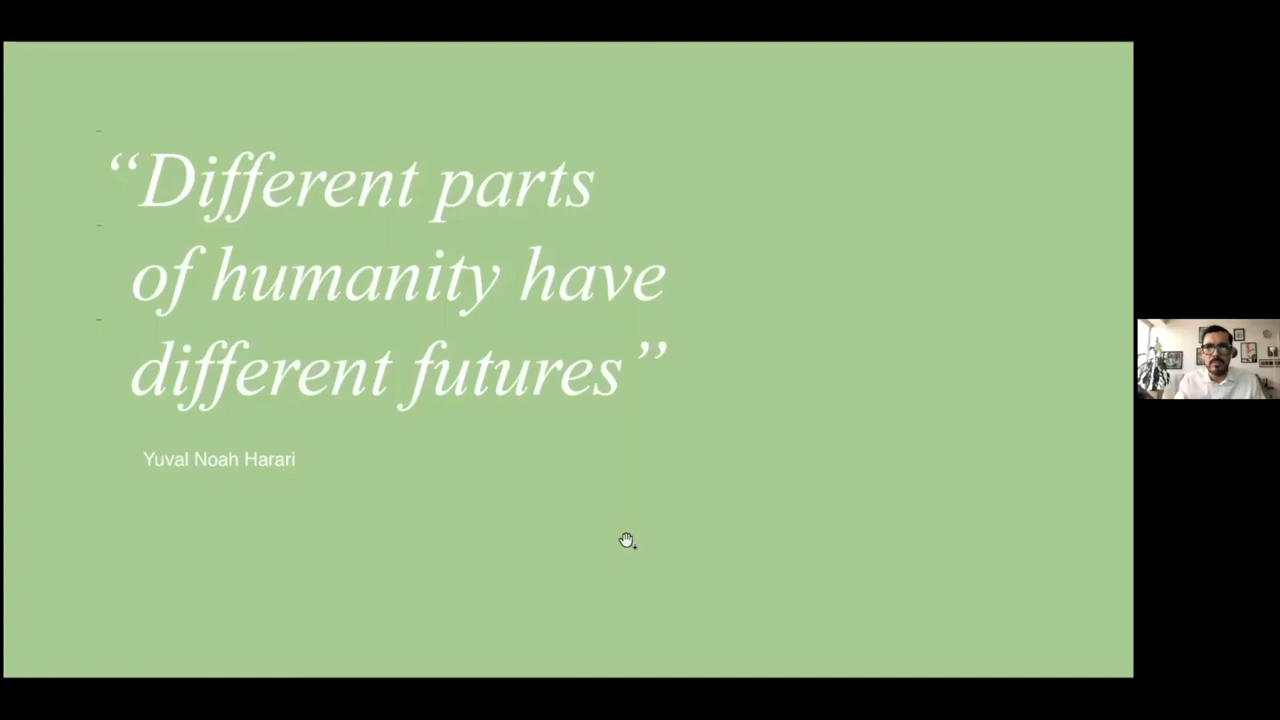 “Different parts
of humanity have
different futures”
Yuval Noah Harari